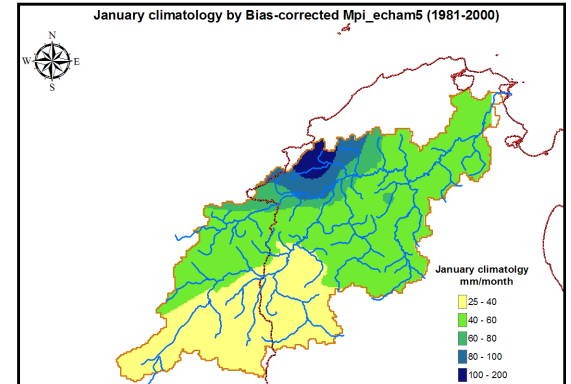 January climatology by Bias-corrected Mpi_echam5 (1981-2000)
N
W E
S
January climatolgy
mm/month
25 - 40
40 - 60
60 - 80
80 - 100
100 - 200